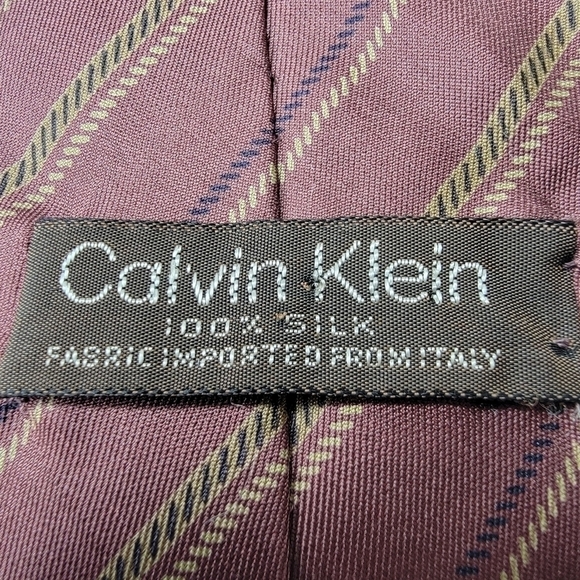 Calvin Klein
100% SILK
FABRIC IMPORTED FROM ITALY